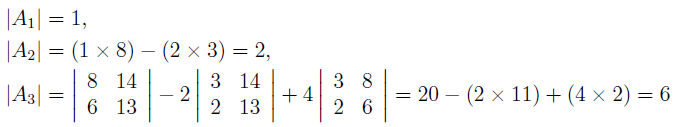 |A₁| = 1,
|A₂| = (1 × 8) − (2 × 3) = 2,
|A₃| = | 8 14 ; 6 13 | − 2 | 3 14 ; 2 13 | + 4 | 3 8 ; 2 6 | = 20 − (2 × 11) + (4 × 2) = 6